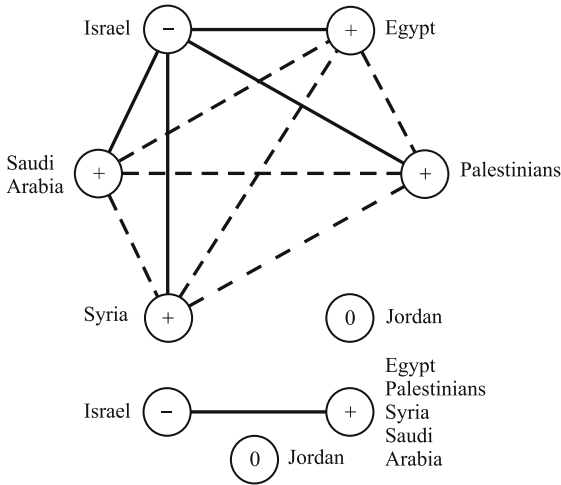 Israel
−
+
Egypt
Saudi
Arabia
+
+
Palestinians
Syria
+
0
Jordan
Israel
−
+
Egypt
Palestinians
Syria
Saudi
Arabia
0
Jordan